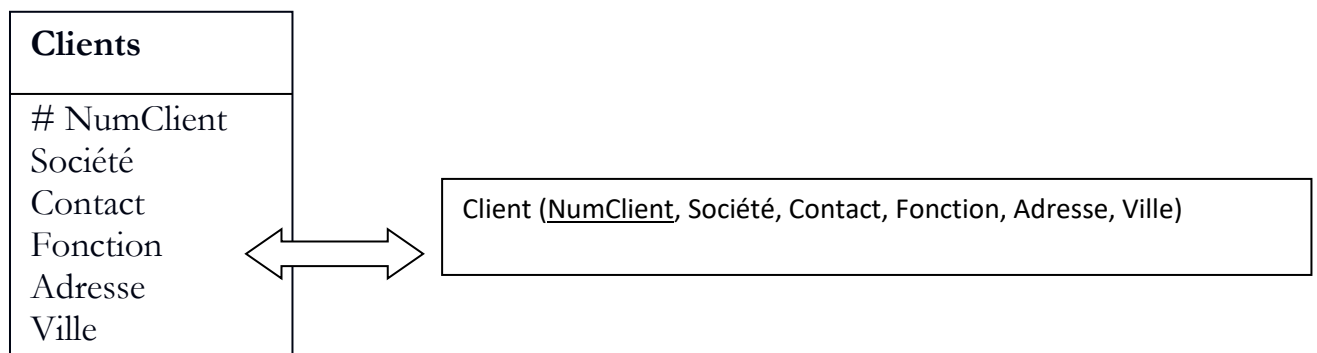 Clients
# NumClient
Société
Contact
Fonction
Adresse
Ville
Client (NumClient, Société, Contact, Fonction, Adresse, Ville)